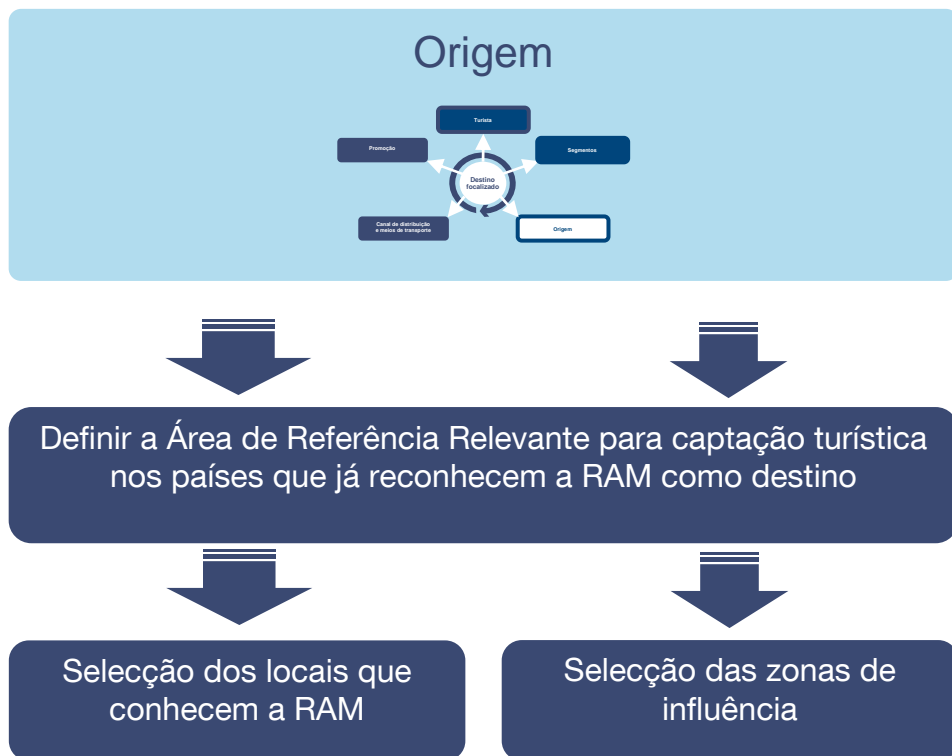 Origem
Turista
Promoção
Segmentos
Destino
focalizado
Canal de distribuição
e meios de transporte
Origem
Definir a Área de Referência Relevante para captação turística
nos países que já reconhecem a RAM como destino
Selecção dos locais que
conhecem a RAM
Selecção das zonas de
influência